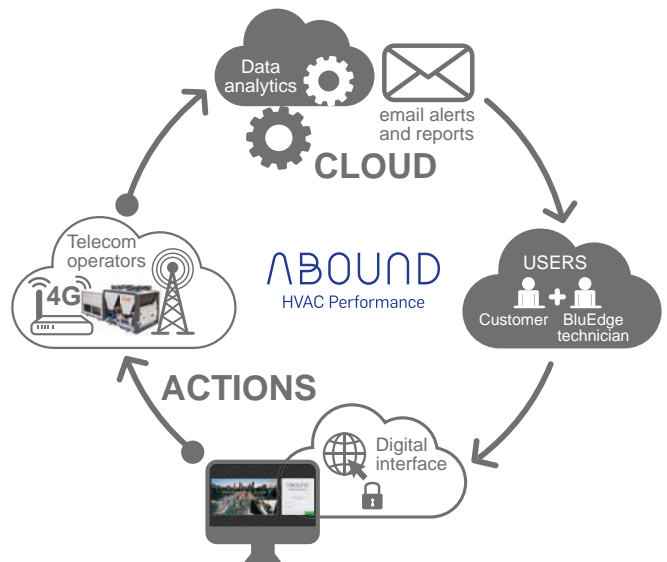 Data
analytics
email alerts
and reports
CLOUD
Telecom
operators
4G
ABOUND
HVAC Performance
USERS
Customer
BluEdge
technician
ACTIONS
Digital
interface
ABOUND